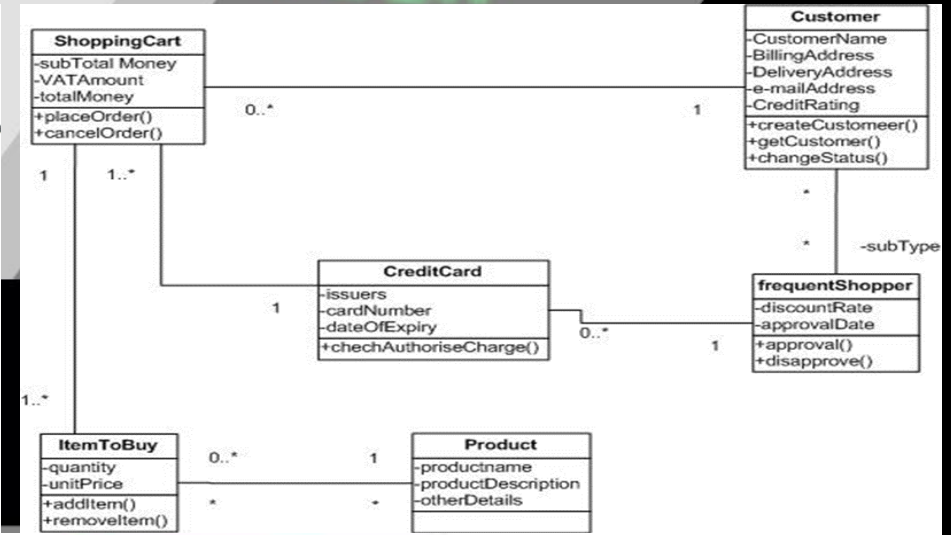 ShoppingCart
-subTotal Money
-VATAmount
-totalMoney
+placeOrder()
+cancelOrder()
0..*
1
Customer
-CustomerName
-BillingAddress
-DeliveryAddress
-e-mailAddress
-CreditRating
+createCustomeer()
+getCustomer()
+changeStatus()
1
1..*
*
* -subType
CreditCard
-issuers
-cardNumber
-dateOfExpiry
+chechAuthoriseCharge()
1
0..*
1
frequentShopper
-discountRate
-approvalDate
+approval()
+disapprove()
1..*
ItemToBuy
-quantity
-unitPrice
+addItem()
+removeItem()
0..*
1
*
*
Product
-productname
-productDescription
-otherDetails